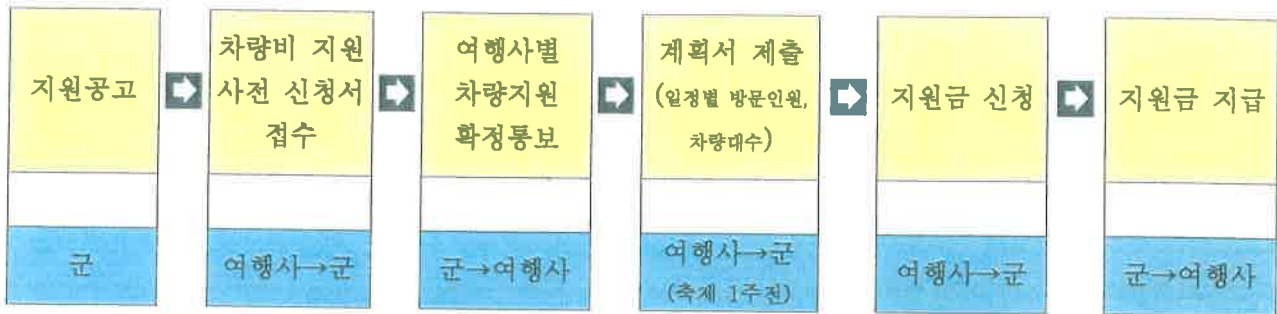 지원공고
차량비 지원
사전 신청서
접수
여행사별
차량지원
확정통보
계획서 제출
(일정별 방문인원,
차량대수)
지원금 신청
지원금 지급
군
여행사→군
군→여행사
여행사→군
(축제 1주전)
여행사→군
군→여행사